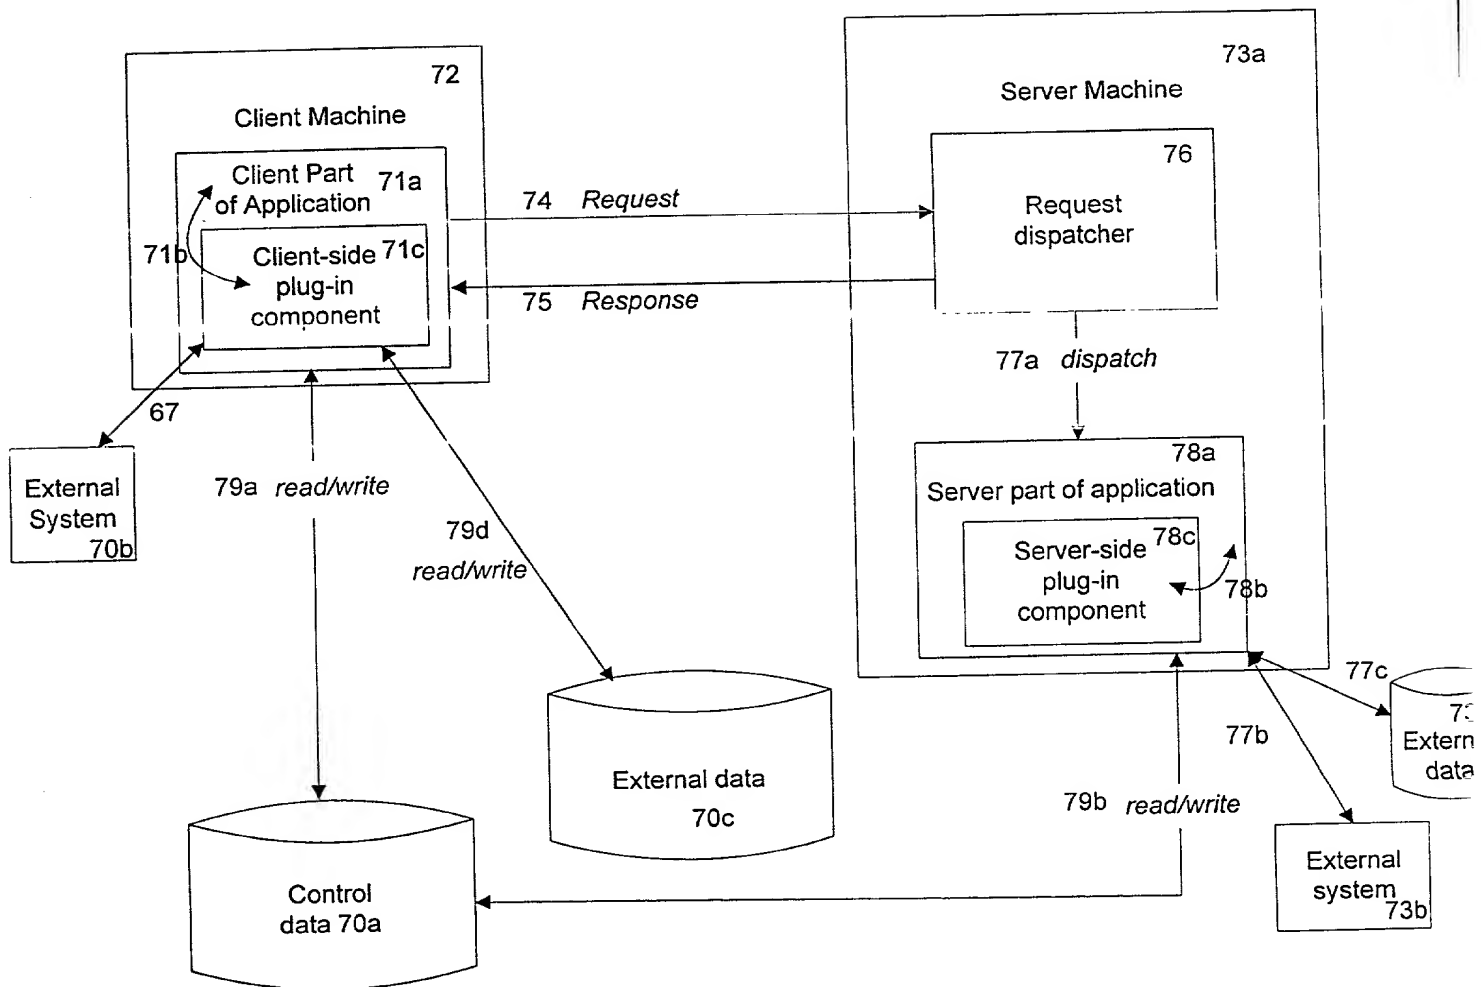 72
Client Machine
Client Part
of Application
71a
71b
Client-side
plug-in
component
71c
74 Request
75 Response
73a
Server Machine
76
Request
dispatcher
77a dispatch
78a
Server part of application
78c
Server-side
plug-in
component
78b
67
External
System
70b
79a read/write
79d
read/write
External data
70c
Control
data 70a
79b read/write
77b
77c
External
system
73b
73
Extern
data